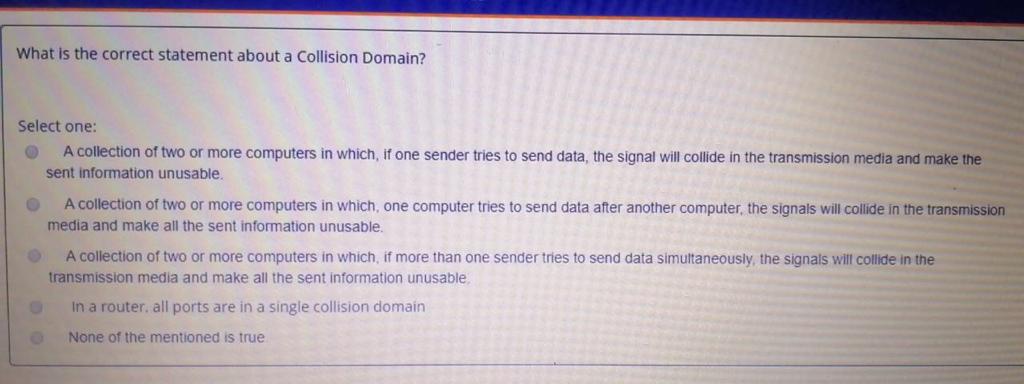 What is the correct statement about a Collision Domain?
Select one:
A collection of two or more computers in which, if one sender tries to send data, the signal will collide in the transmission media and make the
sent information unusable.
A collection of two or more computers in which, one computer tries to send data after another computer, the signals will collide in the transmission
media and make all the sent information unusable.
A collection of two or more computers in which, if more than one sender tries to send data simultaneously, the signals will collide in the
transmission media and make all the sent information unusable.
In a router, all ports are in a single collision domain
None of the mentioned is true